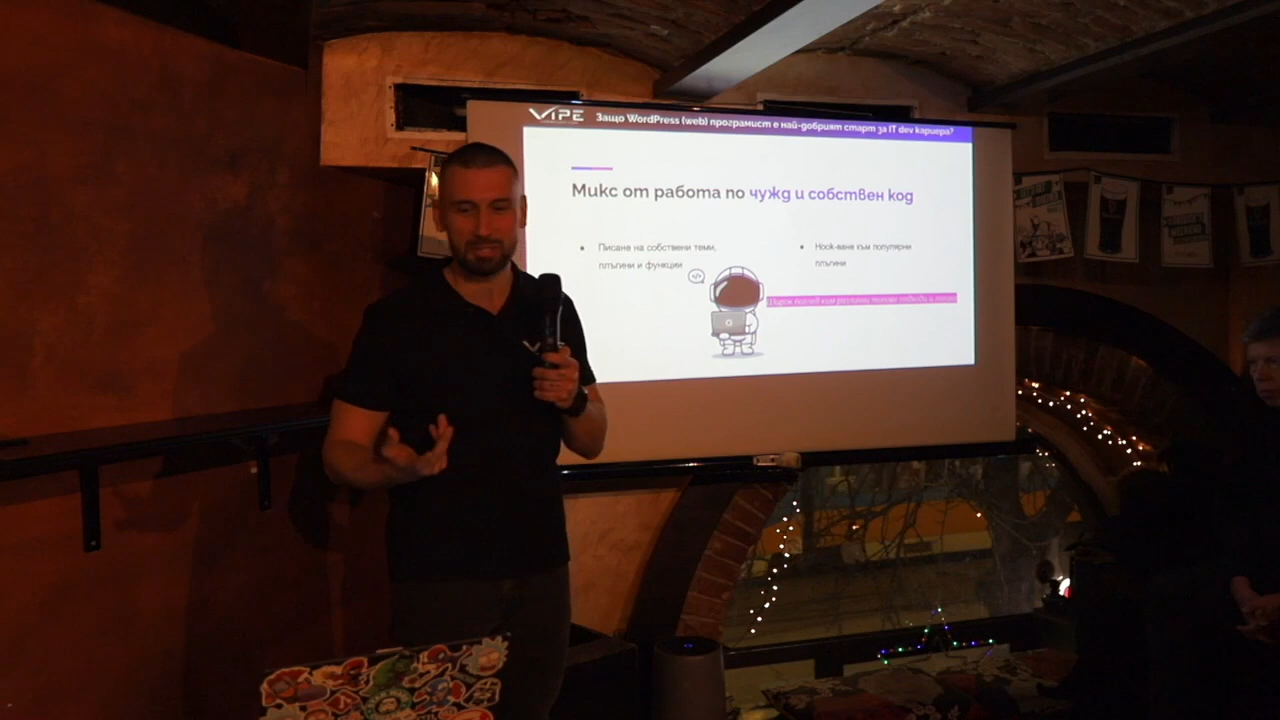 VIPE
Защо WordPress (web) програмист е най-добрият старт за IT dev кариера?
Микс от работа по чужд и собствен код
Писане на собствени теми,
плъгини и функции
Hook-ване към популярни
плъгини